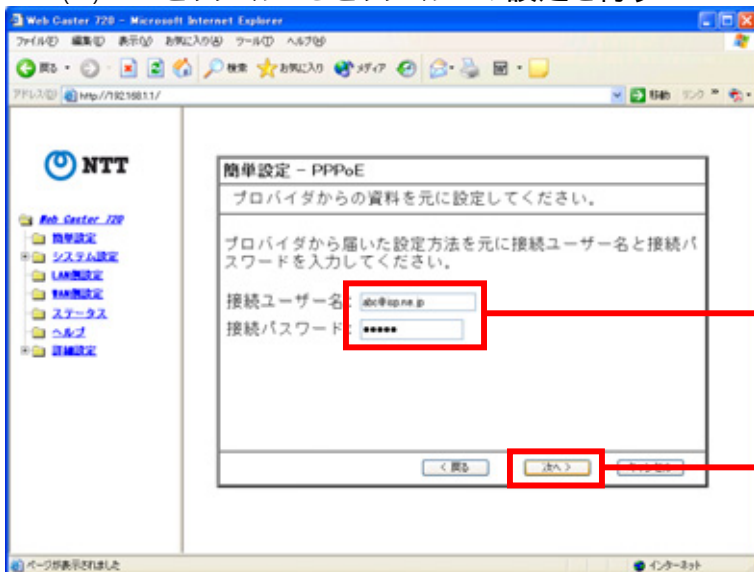 Web Caster 720 - Microsoft Internet Explorer
ファイル(F) 編集(E) 表示(V) お気に入り(A) ツール(T) ヘルプ(H)
戻る 検索 お気に入り メディア
アドレス(D) http://192.168.1.1/ 移動 リンク
NTT
Web Caster 720
簡単設定
システム設定
LAN側設定
WAN側設定
ステータス
ヘルプ
詳細設定
簡単設定 - PPPoE
プロバイダからの資料を元に設定してください。
プロバイダから届いた設定方法を元に接続ユーザー名と接続パ
スワードを入力してください。
接続ユーザー名: abc@isp.ne.jp
接続パスワード: •••••
< 戻る 次へ >
ページが表示されました インターネット